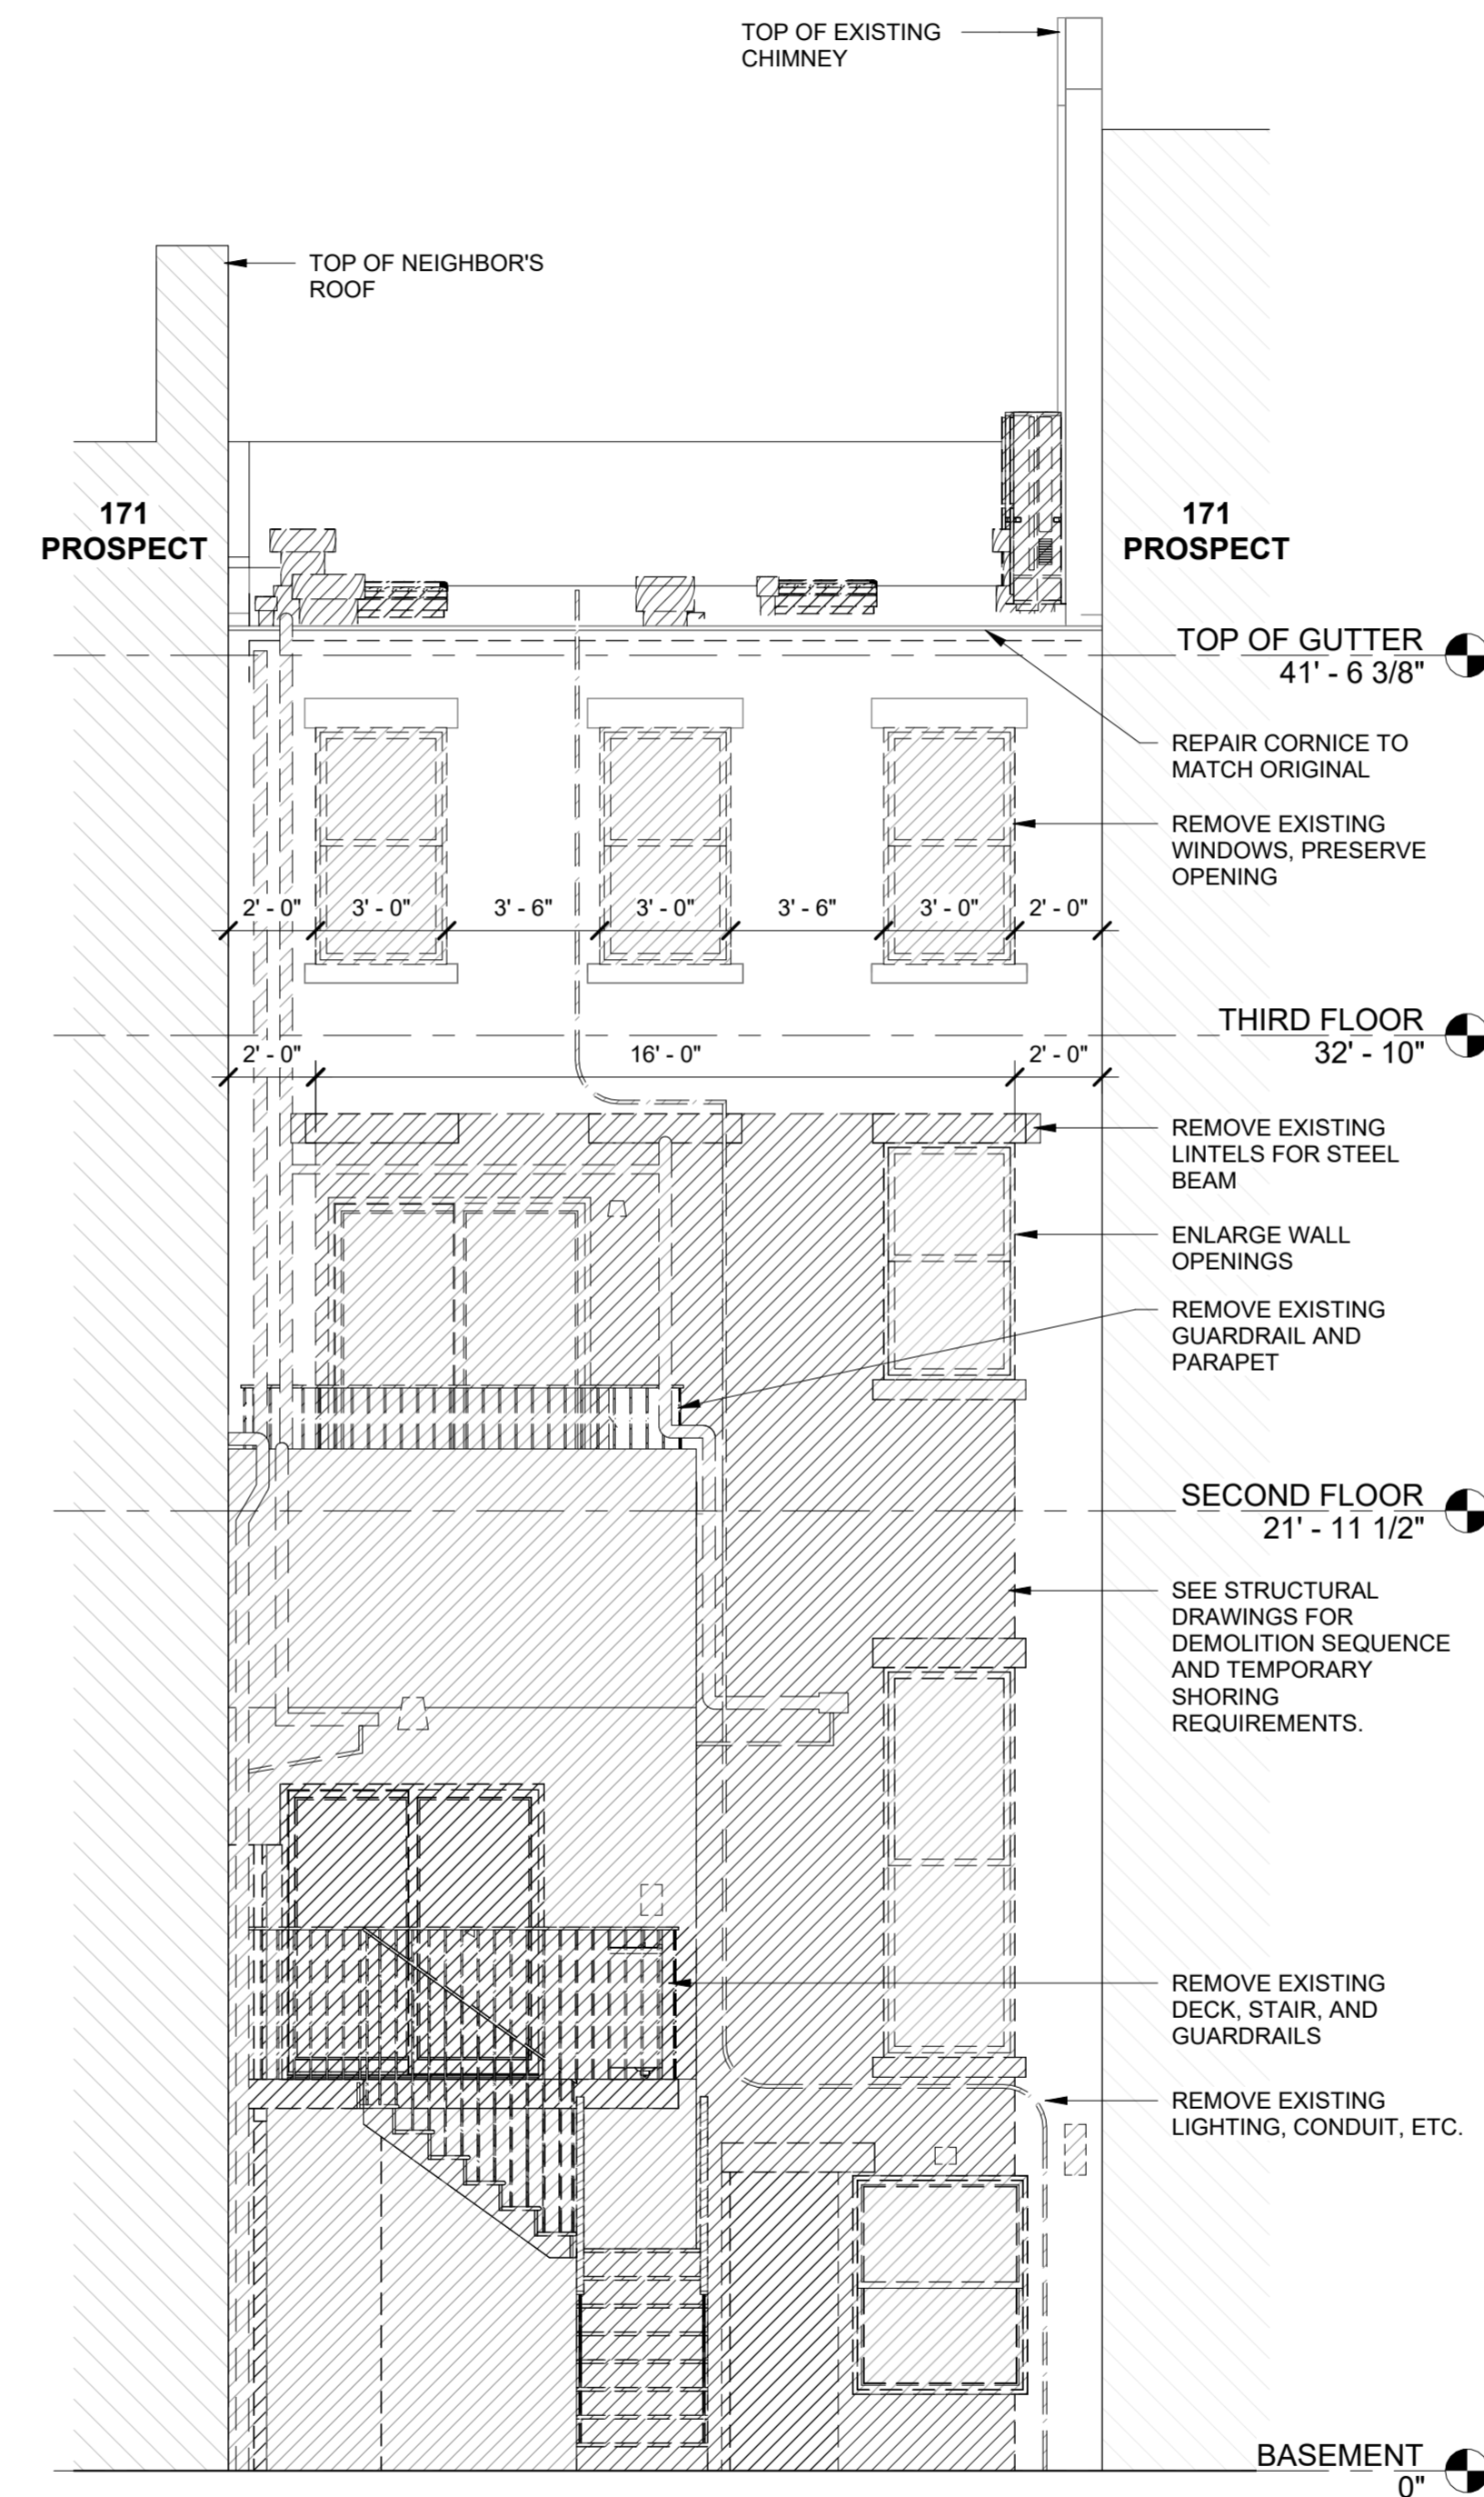 TOP OF EXISTING
CHIMNEY
TOP OF NEIGHBOR'S
ROOF
171
PROSPECT
171
PROSPECT
TOP OF GUTTER
41' - 6 3/8"
REPAIR CORNICE TO
MATCH ORIGINAL
REMOVE EXISTING
WINDOWS, PRESERVE
OPENING
2' - 0" 3' - 0" 3' - 6" 3' - 0" 3' - 6" 3' - 0" 2' - 0"
THIRD FLOOR
32' - 10"
2' - 0" 16' - 0" 2' - 0"
REMOVE EXISTING
LINTELS FOR STEEL
BEAM
ENLARGE WALL
OPENINGS
REMOVE EXISTING
GUARDRAIL AND
PARAPET
SECOND FLOOR
21' - 11 1/2"
SEE STRUCTURAL
DRAWINGS FOR
DEMOLITION SEQUENCE
AND TEMPORARY
SHORING
REQUIREMENTS.
REMOVE EXISTING
DECK, STAIR, AND
GUARDRAILS
REMOVE EXISTING
LIGHTING, CONDUIT, ETC.
BASEMENT
0"